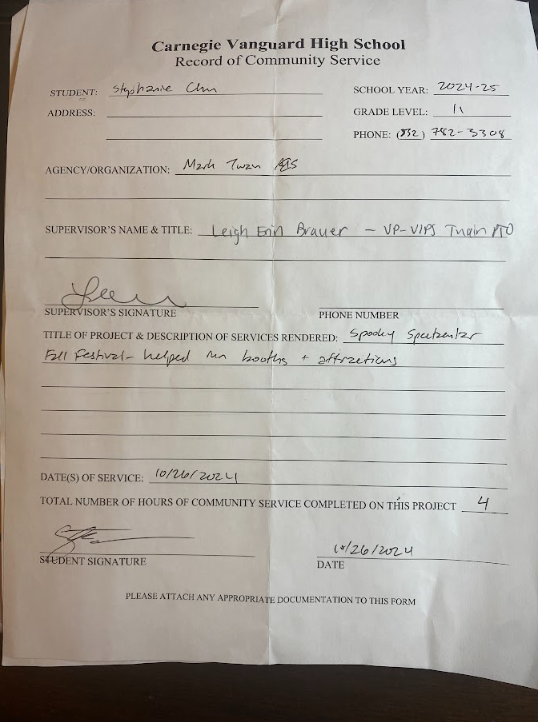 Carnegie Vanguard High School
Record of Community Service
STUDENT: Stephanie
SCHOOL YEAR: 2024-25
ADDRESS:
GRADE LEVEL: 11
PHONE: (832) 782-3308
AGENCY/ORGANIZATION: Mark Twain
SUPERVISOR'S NAME & TITLE: Leigh Erin Brauer - VP-VIPS Twain PTO
SUPERVISOR'S SIGNATURE
PHONE NUMBER
TITLE OF PROJECT & DESCRIPTION OF SERVICES RENDERED: Spooky
Fall Festival- helped run booths + attractions
DATE(S) OF SERVICE: 10/26/2024
TOTAL NUMBER OF HOURS OF COMMUNITY SERVICE COMPLETED ON THIS PROJECT 4
10/26/2024
STUDENT SIGNATURE
DATE
PLEASE ATTACH ANY APPROPRIATE DOCUMENTATION TO THIS FORM